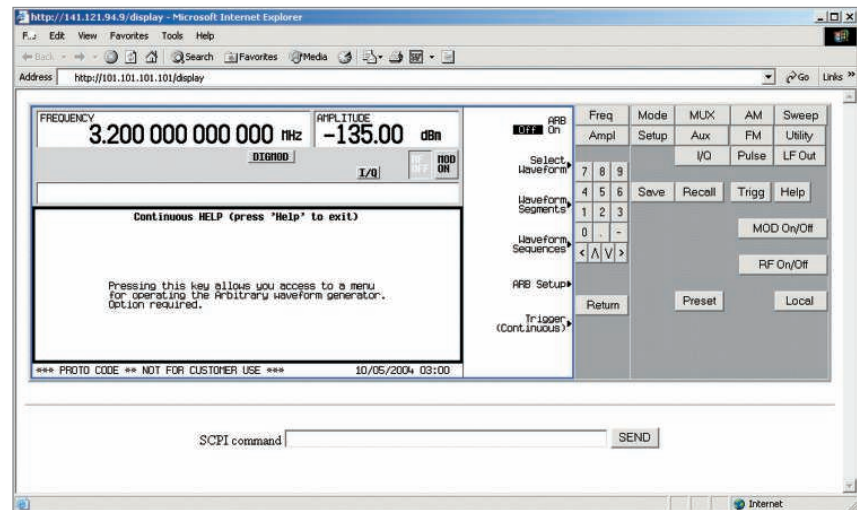 http://141.121.94.9/display - Microsoft Internet Explorer
Edit View Favorites Tools Help
Back Search Favorites Media
Address http://101.101.101.101/display Go Links »
FREQUENCY
3.200 000 000 000 MHz
AMPLITUDE
-135.00 dBm
DIGMOD
I/Q
RF OFF
MOD ON
Continuous HELP (press 'Help' to exit)
Pressing this key allows you access to a menu
for operating the Arbitrary waveform generator.
Option required.
*** PROTO CODE ** NOT FOR CUSTOMER USE *** 10/05/2004 03:00
ARB
Off On
Select
Waveform
Waveform
Segments
Waveform
Sequences
ARB Setup
Trigger
(Continuous)
Freq Mode MUX AM Sweep
Ampl Setup Aux FM Utility
I/Q Pulse LF Out
7 8 9
4 5 6 Save Recall Trigg Help
1 2 3
0 . -
MOD On/Off
< Λ V >
RF On/Off
Return Preset Local
SCPI command SEND
Internet